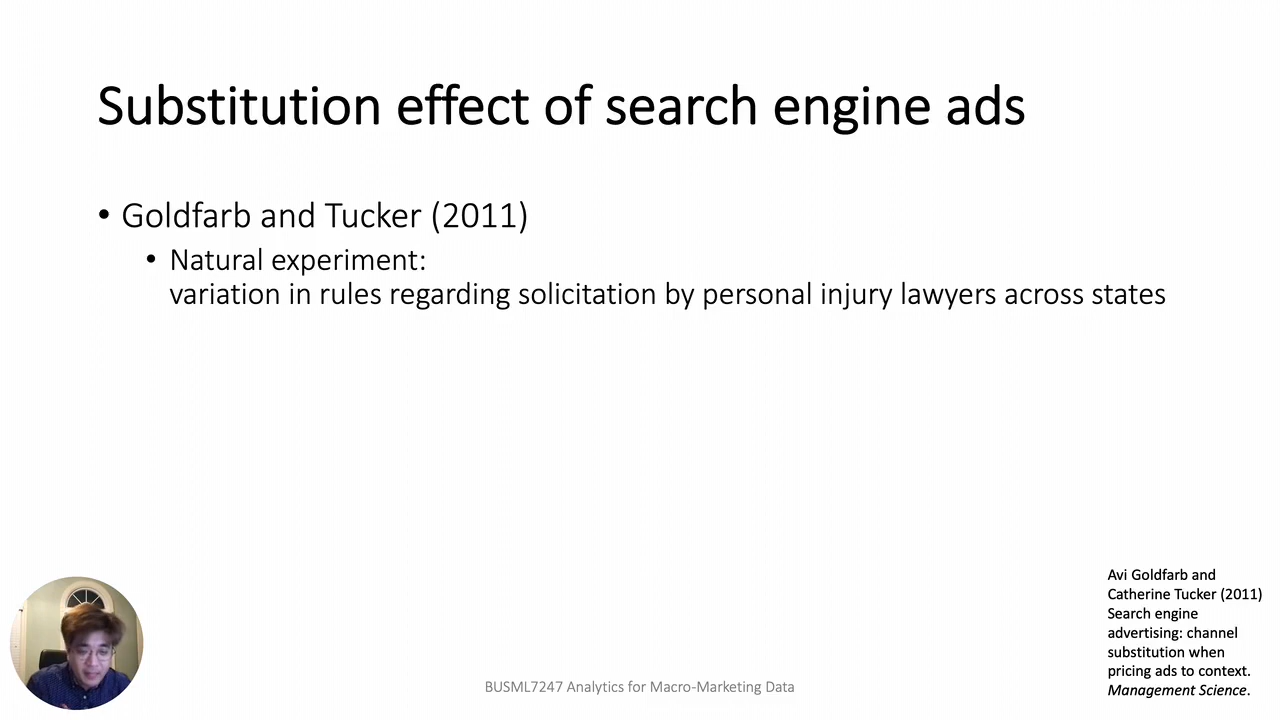 Substitution effect of search engine ads
• Goldfarb and Tucker (2011)
• Natural experiment:
variation in rules regarding solicitation by personal injury lawyers across states
Avi Goldfarb and
Catherine Tucker (2011)
Search engine
advertising: channel
substitution when
pricing ads to context.
Management Science.
BUSML7247 Analytics for Macro-Marketing Data